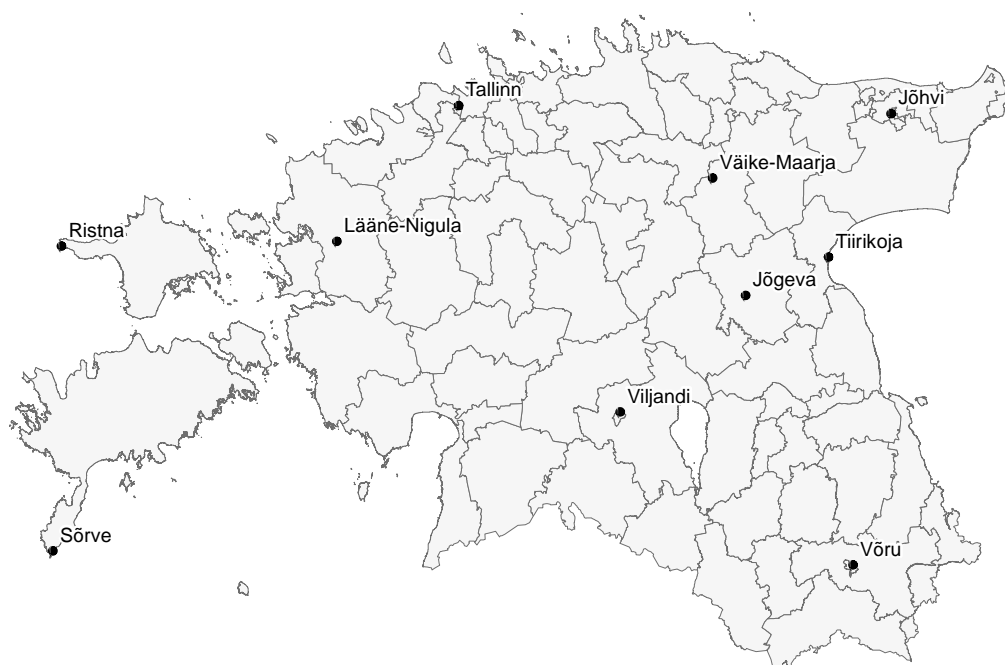 Tallinn
Jõhvi
Väike-Maarja
Ristna
Lääne-Nigula
Tiirikoja
Jõgeva
Viljandi
Sõrve
Võru